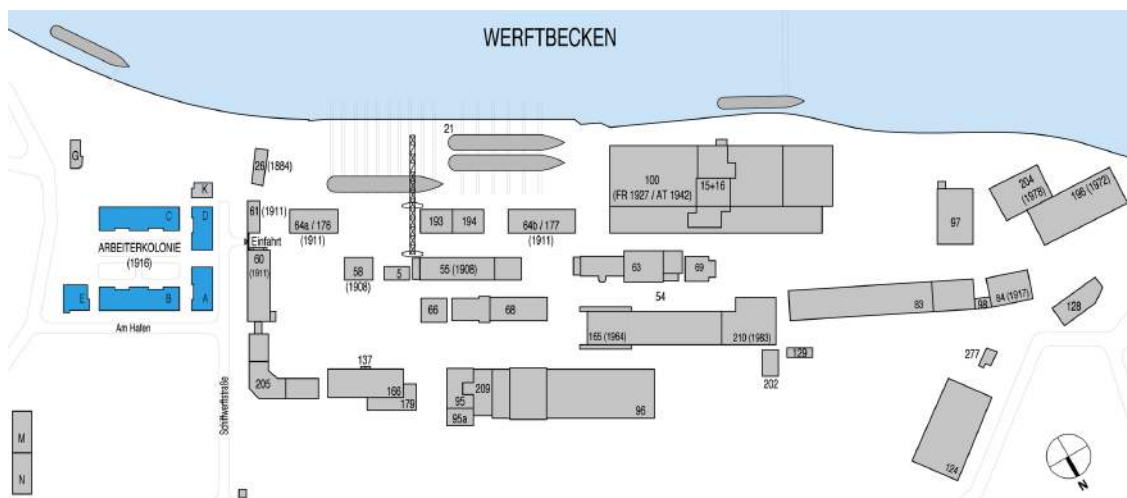 WERFTBECKEN
21
G
26 (1884)
K
100
(FR 1927 / AT 1942)
15+16
204
(1978)
196 (1972)
97
61 (1911)
C
D
64a / 176
(1911)
193
194
64b / 177
(1911)
Einfahrt
ARBEITERKOLONIE
(1916)
60
(1911)
58
(1908)
5
55 (1908)
63
69
54
E
B
A
66
68
83
98
84 (1917)
128
Am Hafen
165 (1964)
210 (1983)
129
202
277
137
205
166
179
209
95
95a
96
Schiffwerftstraße
M
N
124
N